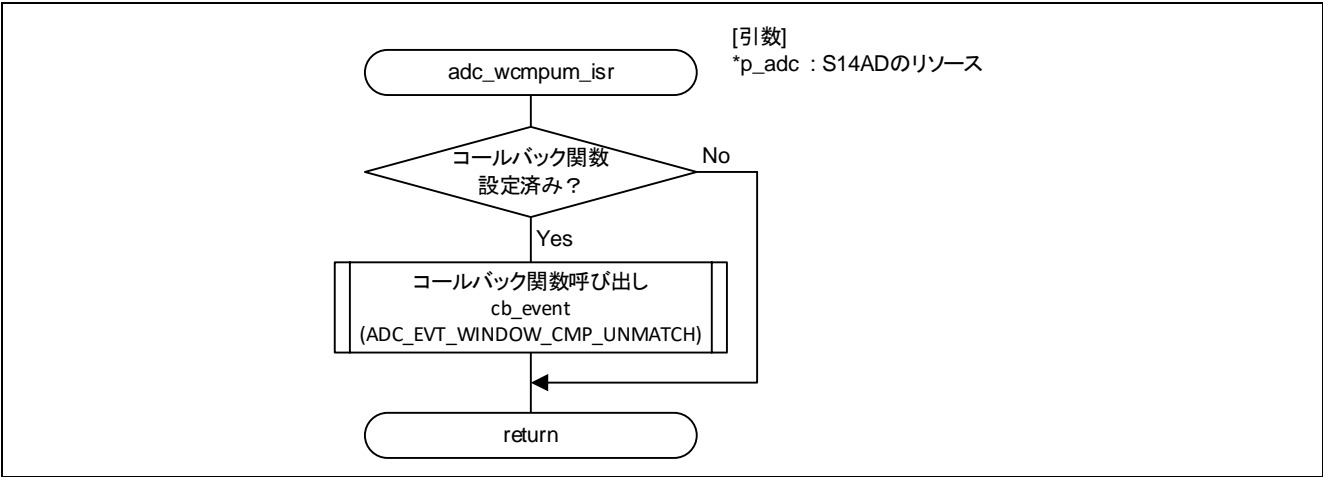 [引数]
*p_adc : S14ADのリソース
adc_wcmpum_isr
コールバック関数
設定済み？
No
Yes
コールバック関数呼び出し
cb_event
(ADC_EVT_WINDOW_CMP_UNMATCH)
return